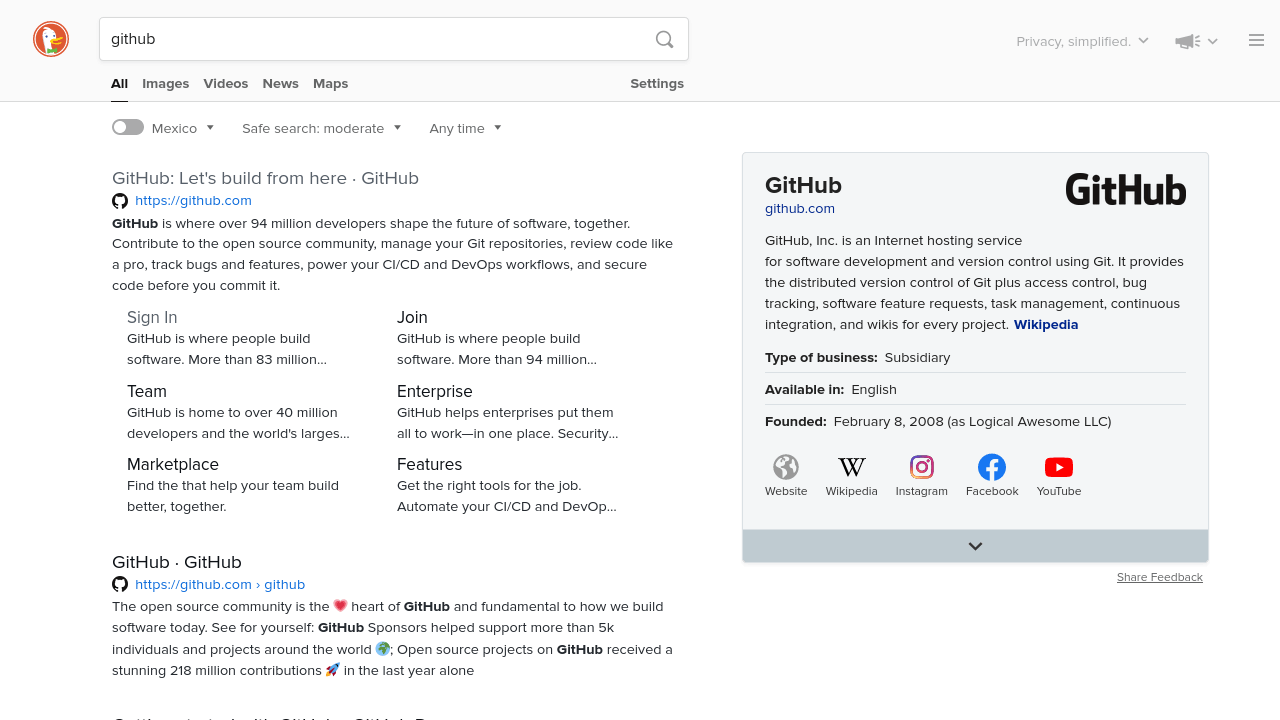 github
Privacy, simplified.
All Images Videos News Maps Settings
Mexico Safe search: moderate Any time
GitHub: Let's build from here · GitHub
https://github.com
GitHub is where over 94 million developers shape the future of software, together.
Contribute to the open source community, manage your Git repositories, review code like
a pro, track bugs and features, power your CI/CD and DevOps workflows, and secure
code before you commit it.
Sign In
GitHub is where people build
software. More than 83 million...
Join
GitHub is where people build
software. More than 94 million...
Team
GitHub is home to over 40 million
developers and the world's larges...
Enterprise
GitHub helps enterprises put them
all to work—in one place. Security...
Marketplace
Find the that help your team build
better, together.
Features
Get the right tools for the job.
Automate your CI/CD and DevOp...
GitHub · GitHub
https://github.com › github
The open source community is the 💗 heart of GitHub and fundamental to how we build
software today. See for yourself: GitHub Sponsors helped support more than 5k
individuals and projects around the world 🌍; Open source projects on GitHub received a
stunning 218 million contributions 🚀 in the last year alone
GitHub
GitHub
github.com
GitHub, Inc. is an Internet hosting service
for software development and version control using Git. It provides
the distributed version control of Git plus access control, bug
tracking, software feature requests, task management, continuous
integration, and wikis for every project. Wikipedia
Type of business: Subsidiary
Available in: English
Founded: February 8, 2008 (as Logical Awesome LLC)
W
Website Wikipedia Instagram Facebook YouTube
Share Feedback